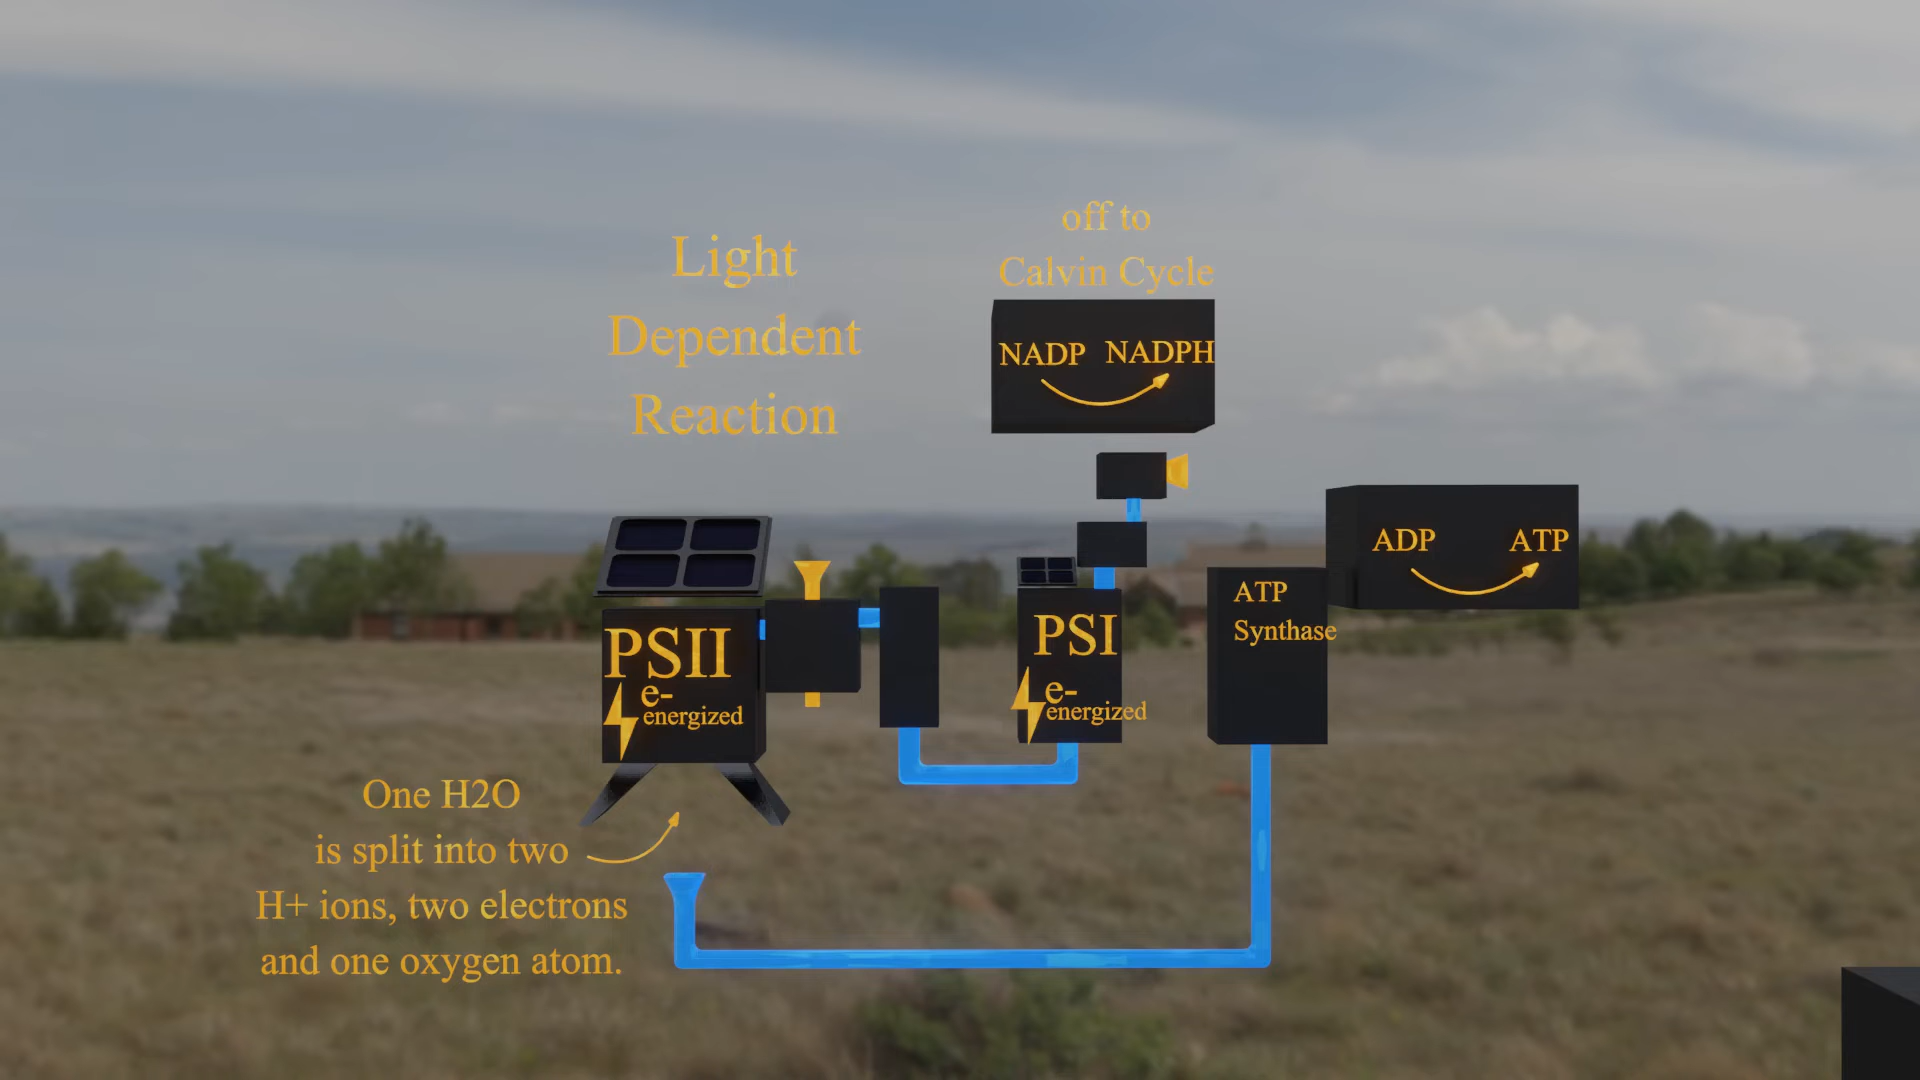 Light
Dependent
Reaction
off to
Calvin Cycle
NADP NADPH
ADP ATP
ATP
Synthase
PSII
e-
energized
PSI
e-
energized
One H2O
is split into two
H+ ions, two electrons
and one oxygen atom.